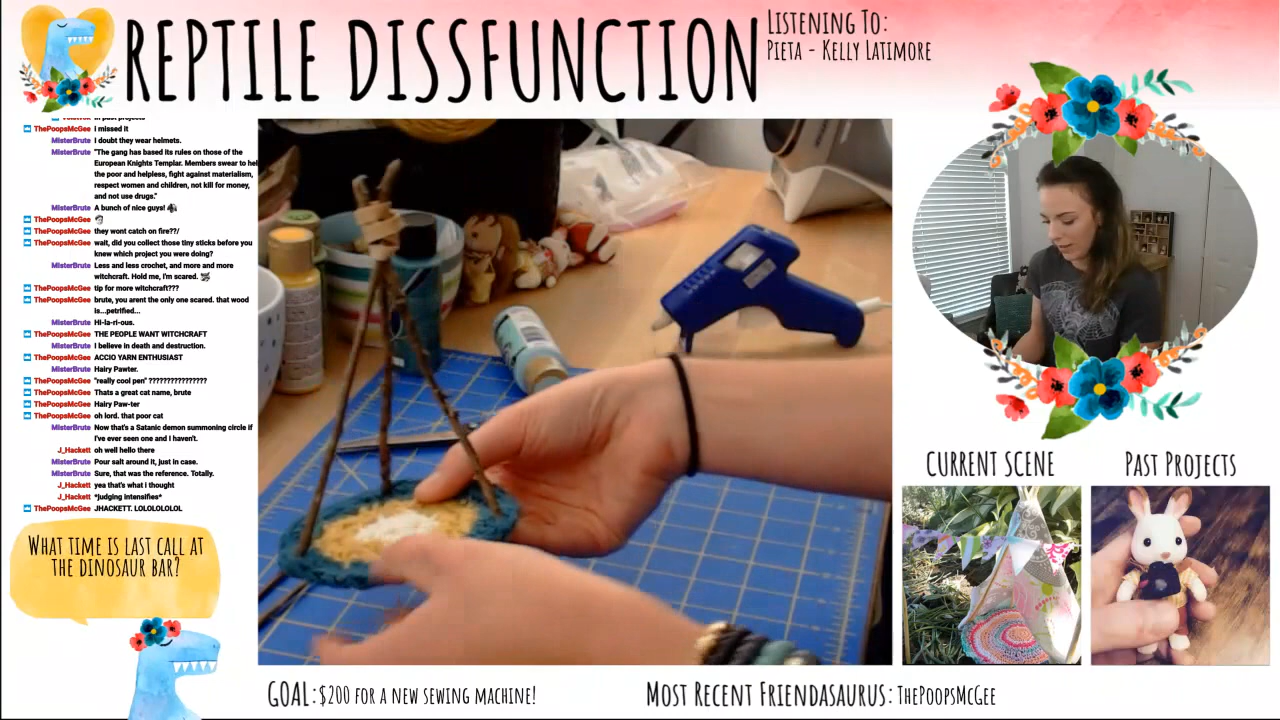 REPTILE DISSFUNCTION
LISTENING TO:
PIETA - KELLY LATIMORE
in past projects
ThePoopsMcGee i missed it
MisterBrute I doubt they wear helmets.
MisterBrute "The gang has based its rules on those of the
European Knights Templar. Members swear to hel
the poor and helpless, fight against materialism,
respect women and children, not kill for money,
and not use drugs."
MisterBrute A bunch of nice guys!
ThePoopsMcGee
ThePoopsMcGee they wont catch on fire??/
ThePoopsMcGee wait, did you collect those tiny sticks before you
knew which project you were doing?
MisterBrute Less and less crochet, and more and more
witchcraft. Hold me, I'm scared.
ThePoopsMcGee tip for more witchcraft???
ThePoopsMcGee brute, you arent the only one scared. that wood
is...petrified...
MisterBrute Hi-la-ri-ous.
ThePoopsMcGee THE PEOPLE WANT WITCHCRAFT
MisterBrute I believe in death and destruction.
ThePoopsMcGee ACCIO YARN ENTHUSIAST
MisterBrute Hairy Pawter.
ThePoopsMcGee "really cool pen" ???????????????
ThePoopsMcGee Thats a great cat name, brute
ThePoopsMcGee Hairy Paw-ter
ThePoopsMcGee oh lord. that poor cat
MisterBrute Now that's a Satanic demon summoning circle if
I've ever seen one and I haven't.
J_Hackett oh well hello there
MisterBrute Pour salt around it, just in case.
MisterBrute Sure, that was the reference. Totally.
J_Hackett yea that's what i thought
J_Hackett *judging intensifies*
ThePoopsMcGee JHACKETT. LOLOLOLOLOL
WHAT TIME IS LAST CALL AT
THE DINOSAUR BAR?
CURRENT SCENE
PAST PROJECTS
GOAL: $200 FOR A NEW SEWING MACHINE!
MOST RECENT FRIENDASAURUS: THEPOOPSMCGEE